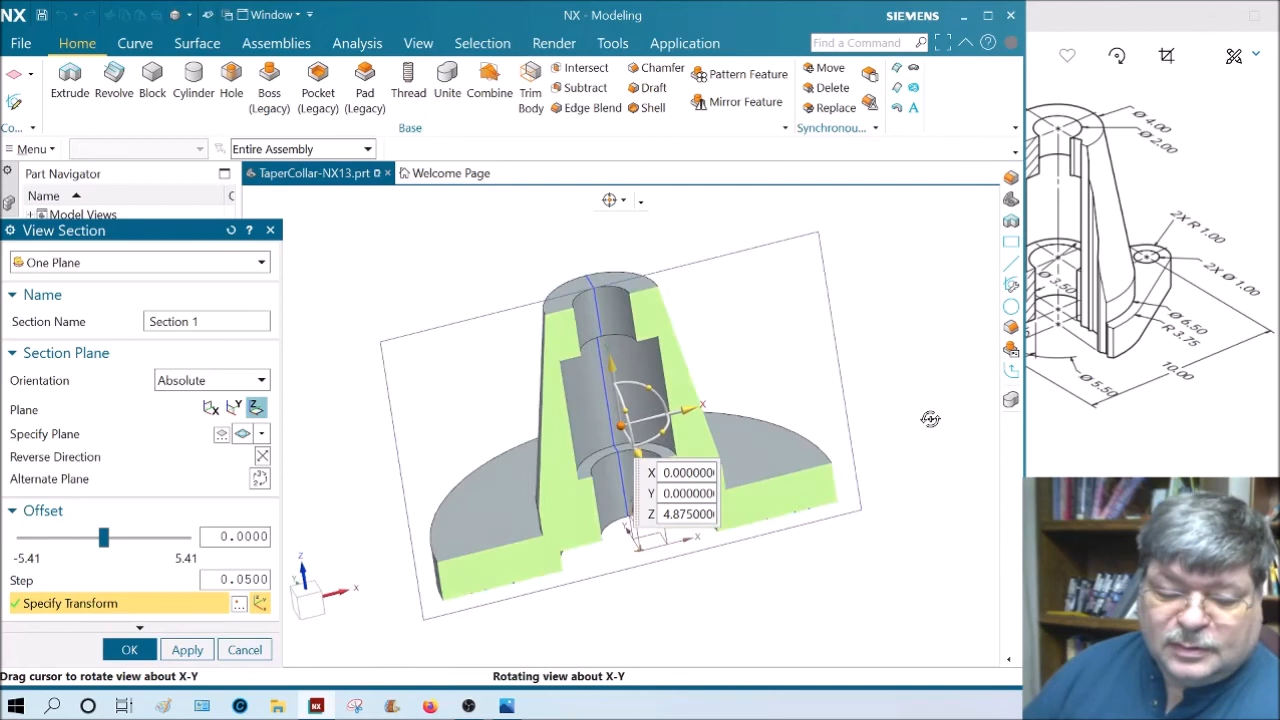 NX
Window
NX - Modeling
SIEMENS
File
Home
Curve
Surface
Assemblies
Analysis
View
Selection
Render
Tools
Application
Find a Command
Extrude
Revolve
Block
Cylinder
Hole
Boss
(Legacy)
Pocket
(Legacy)
Pad
(Legacy)
Thread
Unite
Combine
Trim
Body
Intersect
Subtract
Edge Blend
Chamfer
Draft
Shell
Pattern Feature
Mirror Feature
Move
Delete
Replace
A
Co...
Base
Synchronou...
Menu
Entire Assembly
Part Navigator
TaperCollar-NX13.prt
Welcome Page
Name
C
Model Views
View Section
One Plane
Name
Section Name
Section 1
Section Plane
Orientation
Absolute
Plane
X
Y
Z
Specify Plane
Reverse Direction
Alternate Plane
Offset
0.0000
-5.41
5.41
Step
0.0500
Specify Transform
OK
Apply
Cancel
X
X 0.0000000
Y 0.0000000
Z 4.875000
X
Y
Z
X
Y
Drag cursor to rotate view about X-Y
Rotating view about X-Y
Ø 4.00
Ø 2.00
2X R 1.00
2X Ø 1.00
Ø 3.50
Ø 6.50
R 3.75
10.00
Ø 5.50